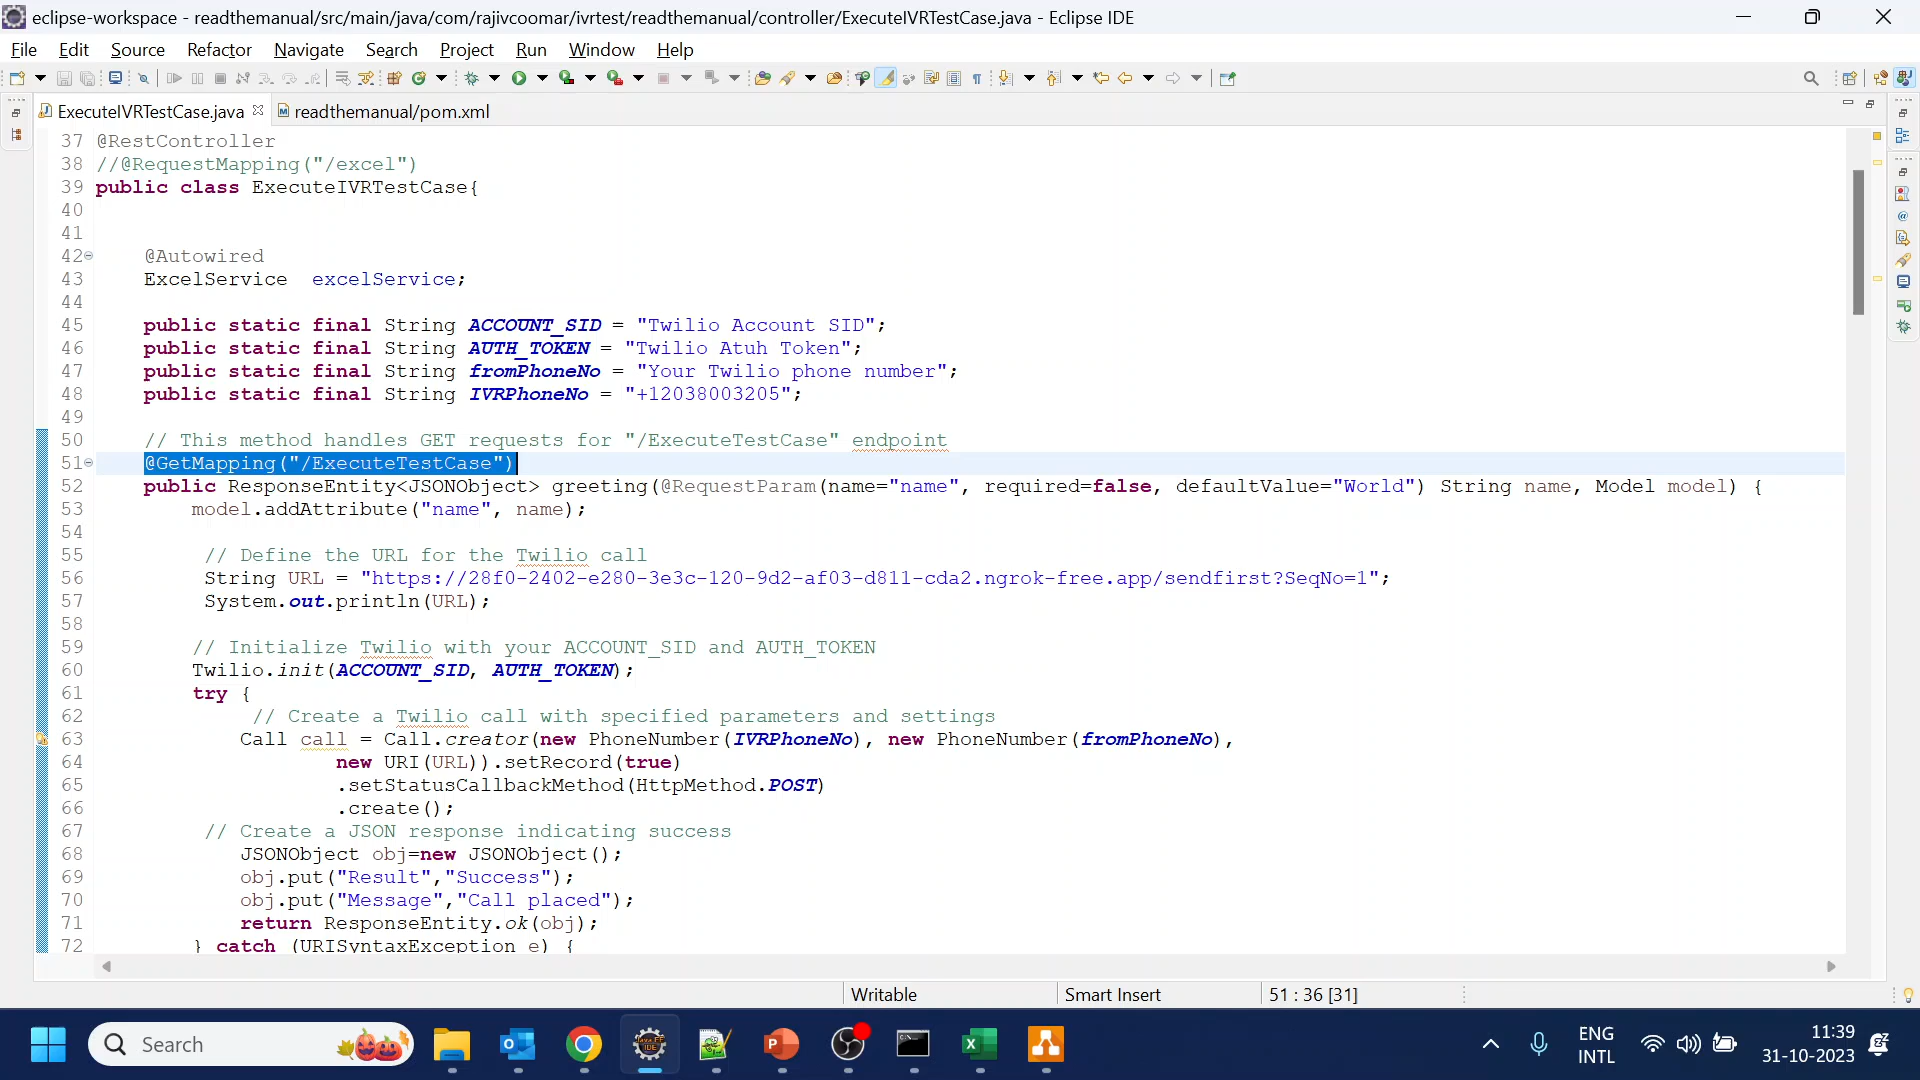 eclipse-workspace - readthemanual/src/main/java/com/rajivcoomar/ivrtest/readthemanual/controller/ExecuteIVRTestCase.java - Eclipse IDE
File Edit Source Refactor Navigate Search Project Run Window Help
ExecuteIVRTestCase.java readthemanual/pom.xml
37 @RestController
38 //@RequestMapping("/excel")
39 public class ExecuteIVRTestCase{
40
41
42 @Autowired
43 ExcelService excelService;
44
45 public static final String ACCOUNT_SID = "Twilio Account SID";
46 public static final String AUTH_TOKEN = "Twilio Atuh Token";
47 public static final String fromPhoneNo = "Your Twilio phone number";
48 public static final String IVRPhoneNo = "+12038003205";
49
50 // This method handles GET requests for "/ExecuteTestCase" endpoint
51 @GetMapping("/ExecuteTestCase")
52 public ResponseEntity<JSONObject> greeting(@RequestParam(name="name", required=false, defaultValue="World") String name, Model model) {
53 model.addAttribute("name", name);
54
55 // Define the URL for the Twilio call
56 String URL = "https://28f0-2402-e280-3e3c-120-9d2-af03-d811-cda2.ngrok-free.app/sendfirst?SeqNo=1";
57 System.out.println(URL);
58
59 // Initialize Twilio with your ACCOUNT_SID and AUTH_TOKEN
60 Twilio.init(ACCOUNT_SID, AUTH_TOKEN);
61 try {
62 // Create a Twilio call with specified parameters and settings
63 Call call = Call.creator(new PhoneNumber(IVRPhoneNo), new PhoneNumber(fromPhoneNo),
64 new URI(URL)).setRecord(true)
65 .setStatusCallbackMethod(HttpMethod.POST)
66 .create();
67 // Create a JSON response indicating success
68 JSONObject obj=new JSONObject();
69 obj.put("Result","Success");
70 obj.put("Message","Call placed");
71 return ResponseEntity.ok(obj);
72 } catch (URISyntaxException e) {
Writable Smart Insert 51 : 36 [31]
Search
ENG
INTL
11:39
31-10-2023